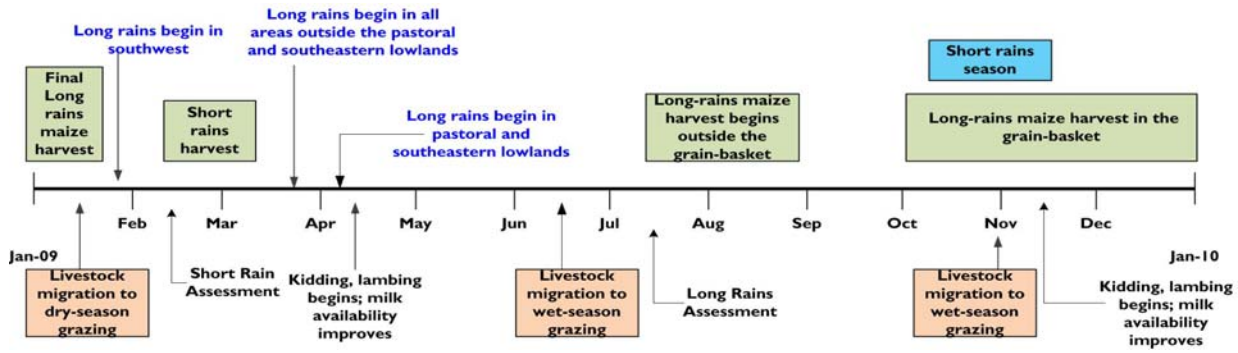 Long rains begin in
southwest
Long rains begin in all
areas outside the pastoral
and southeastern lowlands
Short rains
season
Final
Long
rains
maize
harvest
Short
rains
harvest
Long rains begin in
pastoral and
southeastern lowlands
Long-rains maize
harvest begins
outside the
grain-basket
Long-rains maize harvest in the
grain-basket
Feb
Mar
Apr
May
Jun
Jul
Aug
Sep
Oct
Nov
Dec
Jan-09
Jan-10
Livestock
migration to
dry-season
grazing
Short Rain
Assessment
Kidding, lambing
begins; milk
availability
improves
Livestock
migration to
wet-season
grazing
Long Rains
Assessment
Livestock
migration to
wet-season
grazing
Kidding, lambing
begins; milk
availability
improves